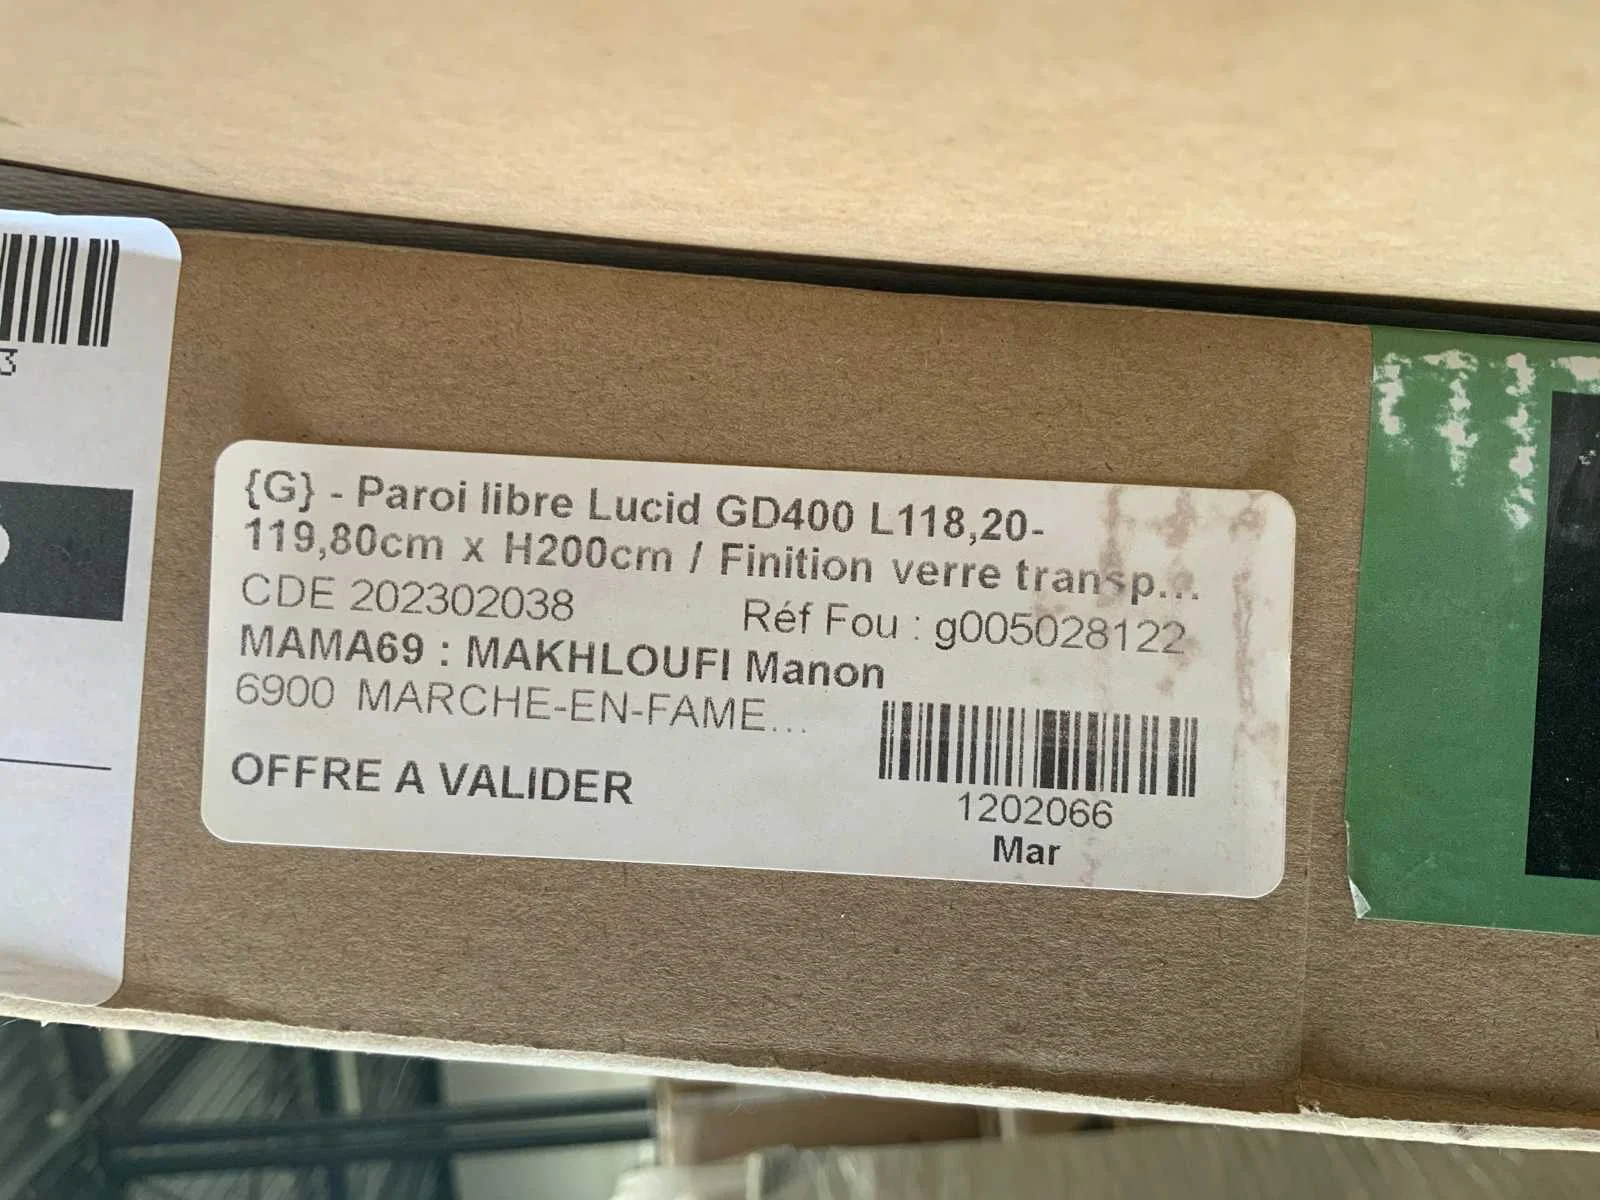 3
{G} - Paroi libre Lucid GD400 L118,20-
119,80cm x H200cm / Finition verre transp...
CDE 202302038 Réf Fou : g005028122
MAMA69 : MAKHLOUFI Manon
6900 MARCHE-EN-FAME...
OFFRE A VALIDER
1202066
Mar